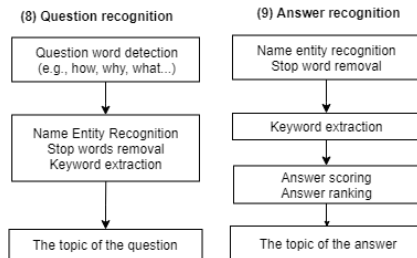 (8) Question recognition
Question word detection
(e.g., how, why, what...)
Name Entity Recognition
Stop words removal
Keyword extraction
The topic of the question
(9) Answer recognition
Name entity recognition
Stop word removal
Keyword extraction
Answer scoring
Answer ranking
The topic of the answer